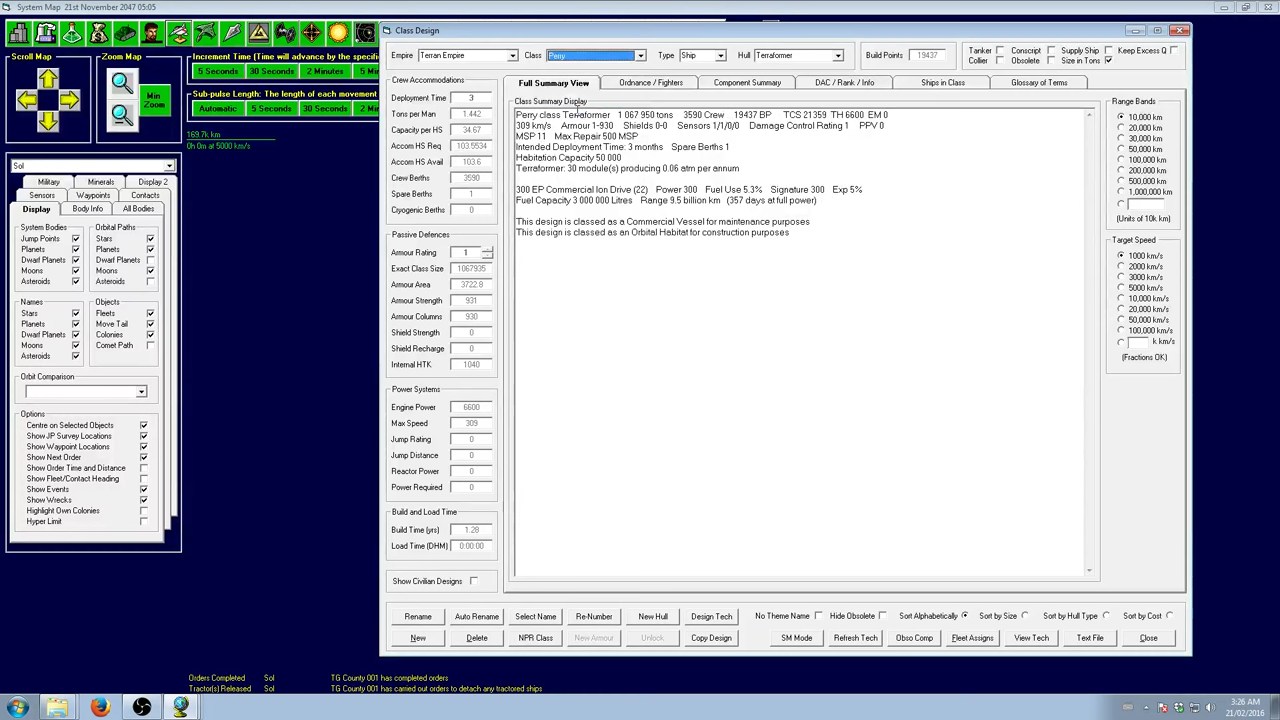 System Map 21st November 2047 05:05
Scroll Map
Zoom Map
Min
Zoom
Increment Time (Time will advance by the specified
5 Seconds
30 Seconds
2 Minutes
5
Sub-pulse Length: The length of each movement
Automatic
5 Seconds
30 Seconds
2
169.7k km
0h 0m at 5000 km/s
Sol
Military
Minerals
Display 2
Sensors
Waypoints
Contacts
Display
Body Info
All Bodies
System Bodies
Jump Points
Planets
Dwarf Planets
Moons
Asteroids
Orbital Paths
Stars
Planets
Dwarf Planets
Moons
Asteroids
Names
Stars
Planets
Dwarf Planets
Moons
Asteroids
Objects
Fleets
Move Tail
Colonies
Comet Path
Orbit Comparison
Options
Centre on Selected Objects
Show JP Survey Locations
Show Waypoint Locations
Show Next Order
Show Order Time and Distance
Show Fleet/Contact Heading
Show Events
Show Wrecks
Highlight Own Colonies
Hyper Limit
Class Design
Empire
Terran Empire
Class
Perry
Type
Ship
Hull
Terraformer
Build Points
19437
Tanker
Conscript
Supply Ship
Keep Excess Q
Collier
Obsolete
Size in Tons
Crew Accommodations
Deployment Time 3
Tons per Man 1.442
Capacity per HS 34.67
Accom HS Req 103.5534
Accom HS Avail 103.6
Crew Berths 3590
Spare Berths 1
Cryogenic Berths 0
Passive Defences
Armour Rating 1
Exact Class Size 1067935
Armour Area 3722.8
Armour Strength 931
Armour Columns 930
Shield Strength 0
Shield Recharge 0
Internal HTK 1040
Power Systems
Engine Power 6600
Max Speed 309
Jump Rating 0
Jump Distance 0
Reactor Power 0
Power Required 0
Build and Load Time
Build Time (yrs) 1.28
Load Time (DHM) 0:00:00
Show Civilian Designs
Full Summary View
Ordnance / Fighters
Component Summary
DAC / Rank / Info
Ships in Class
Glossary of Terms
Class Summary Display
Perry class Terraformer 1 067 950 tons 3590 Crew 19437 BP TCS 21359 TH 6600 EM 0
309 km/s Armour 1-930 Shields 0-0 Sensors 1/1/0/0 Damage Control Rating 1 PPV 0
MSP 11 Max Repair 500 MSP
Intended Deployment Time: 3 months Spare Berths 1
Habitation Capacity 50 000
Terraformer: 30 module(s) producing 0.06 atm per annum
300 EP Commercial Ion Drive (22) Power 300 Fuel Use 5.3% Signature 300 Exp 5%
Fuel Capacity 3 000 000 Litres Range 9.5 billion km (357 days at full power)
This design is classed as a Commercial Vessel for maintenance purposes
This design is classed as an Orbital Habitat for construction purposes
Range Bands
10,000 km
20,000 km
30,000 km
50,000 km
100,000 km
200,000 km
500,000 km
1,000,000 km
(Units of 10k km)
Target Speed
1000 km/s
2000 km/s
3000 km/s
5000 km/s
10,000 km/s
20,000 km/s
50,000 km/s
100,000 km/s
k km/s
(Fractions OK)
Rename
Auto Rename
Select Name
Re-Number
New Hull
Design Tech
No Theme Name
Hide Obsolete
Sort Alphabetically
Sort by Size
Sort by Hull Type
Sort by Cost
New
Delete
NPR Class
New Armour
Unlock
Copy Design
SM Mode
Refresh Tech
Obso Comp
Fleet Assigns
View Tech
Text File
Close
Orders Completed Sol TG County 001 has completed orders
Tractor(s) Released Sol TG County 001 has carried out orders to detach any tractored ships
3:26 AM
21/02/2016